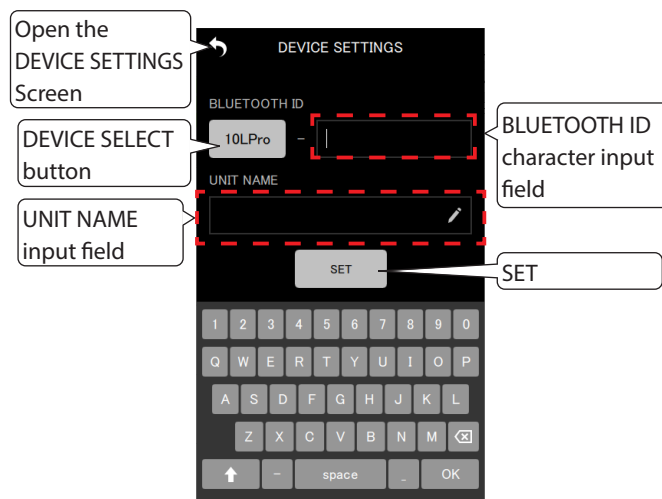 Open the
DEVICE SETTINGS
Screen
DEVICE SETTINGS
BLUETOOTH ID
DEVICE SELECT
button
10LPro
-
BLUETOOTH ID
character input
field
UNIT NAME
UNIT NAME
input field
SET
SET
1 2 3 4 5 6 7 8 9 0
Q W E R T Y U I O P
A S D F G H J K L
Z X C V B N M
- space _ OK